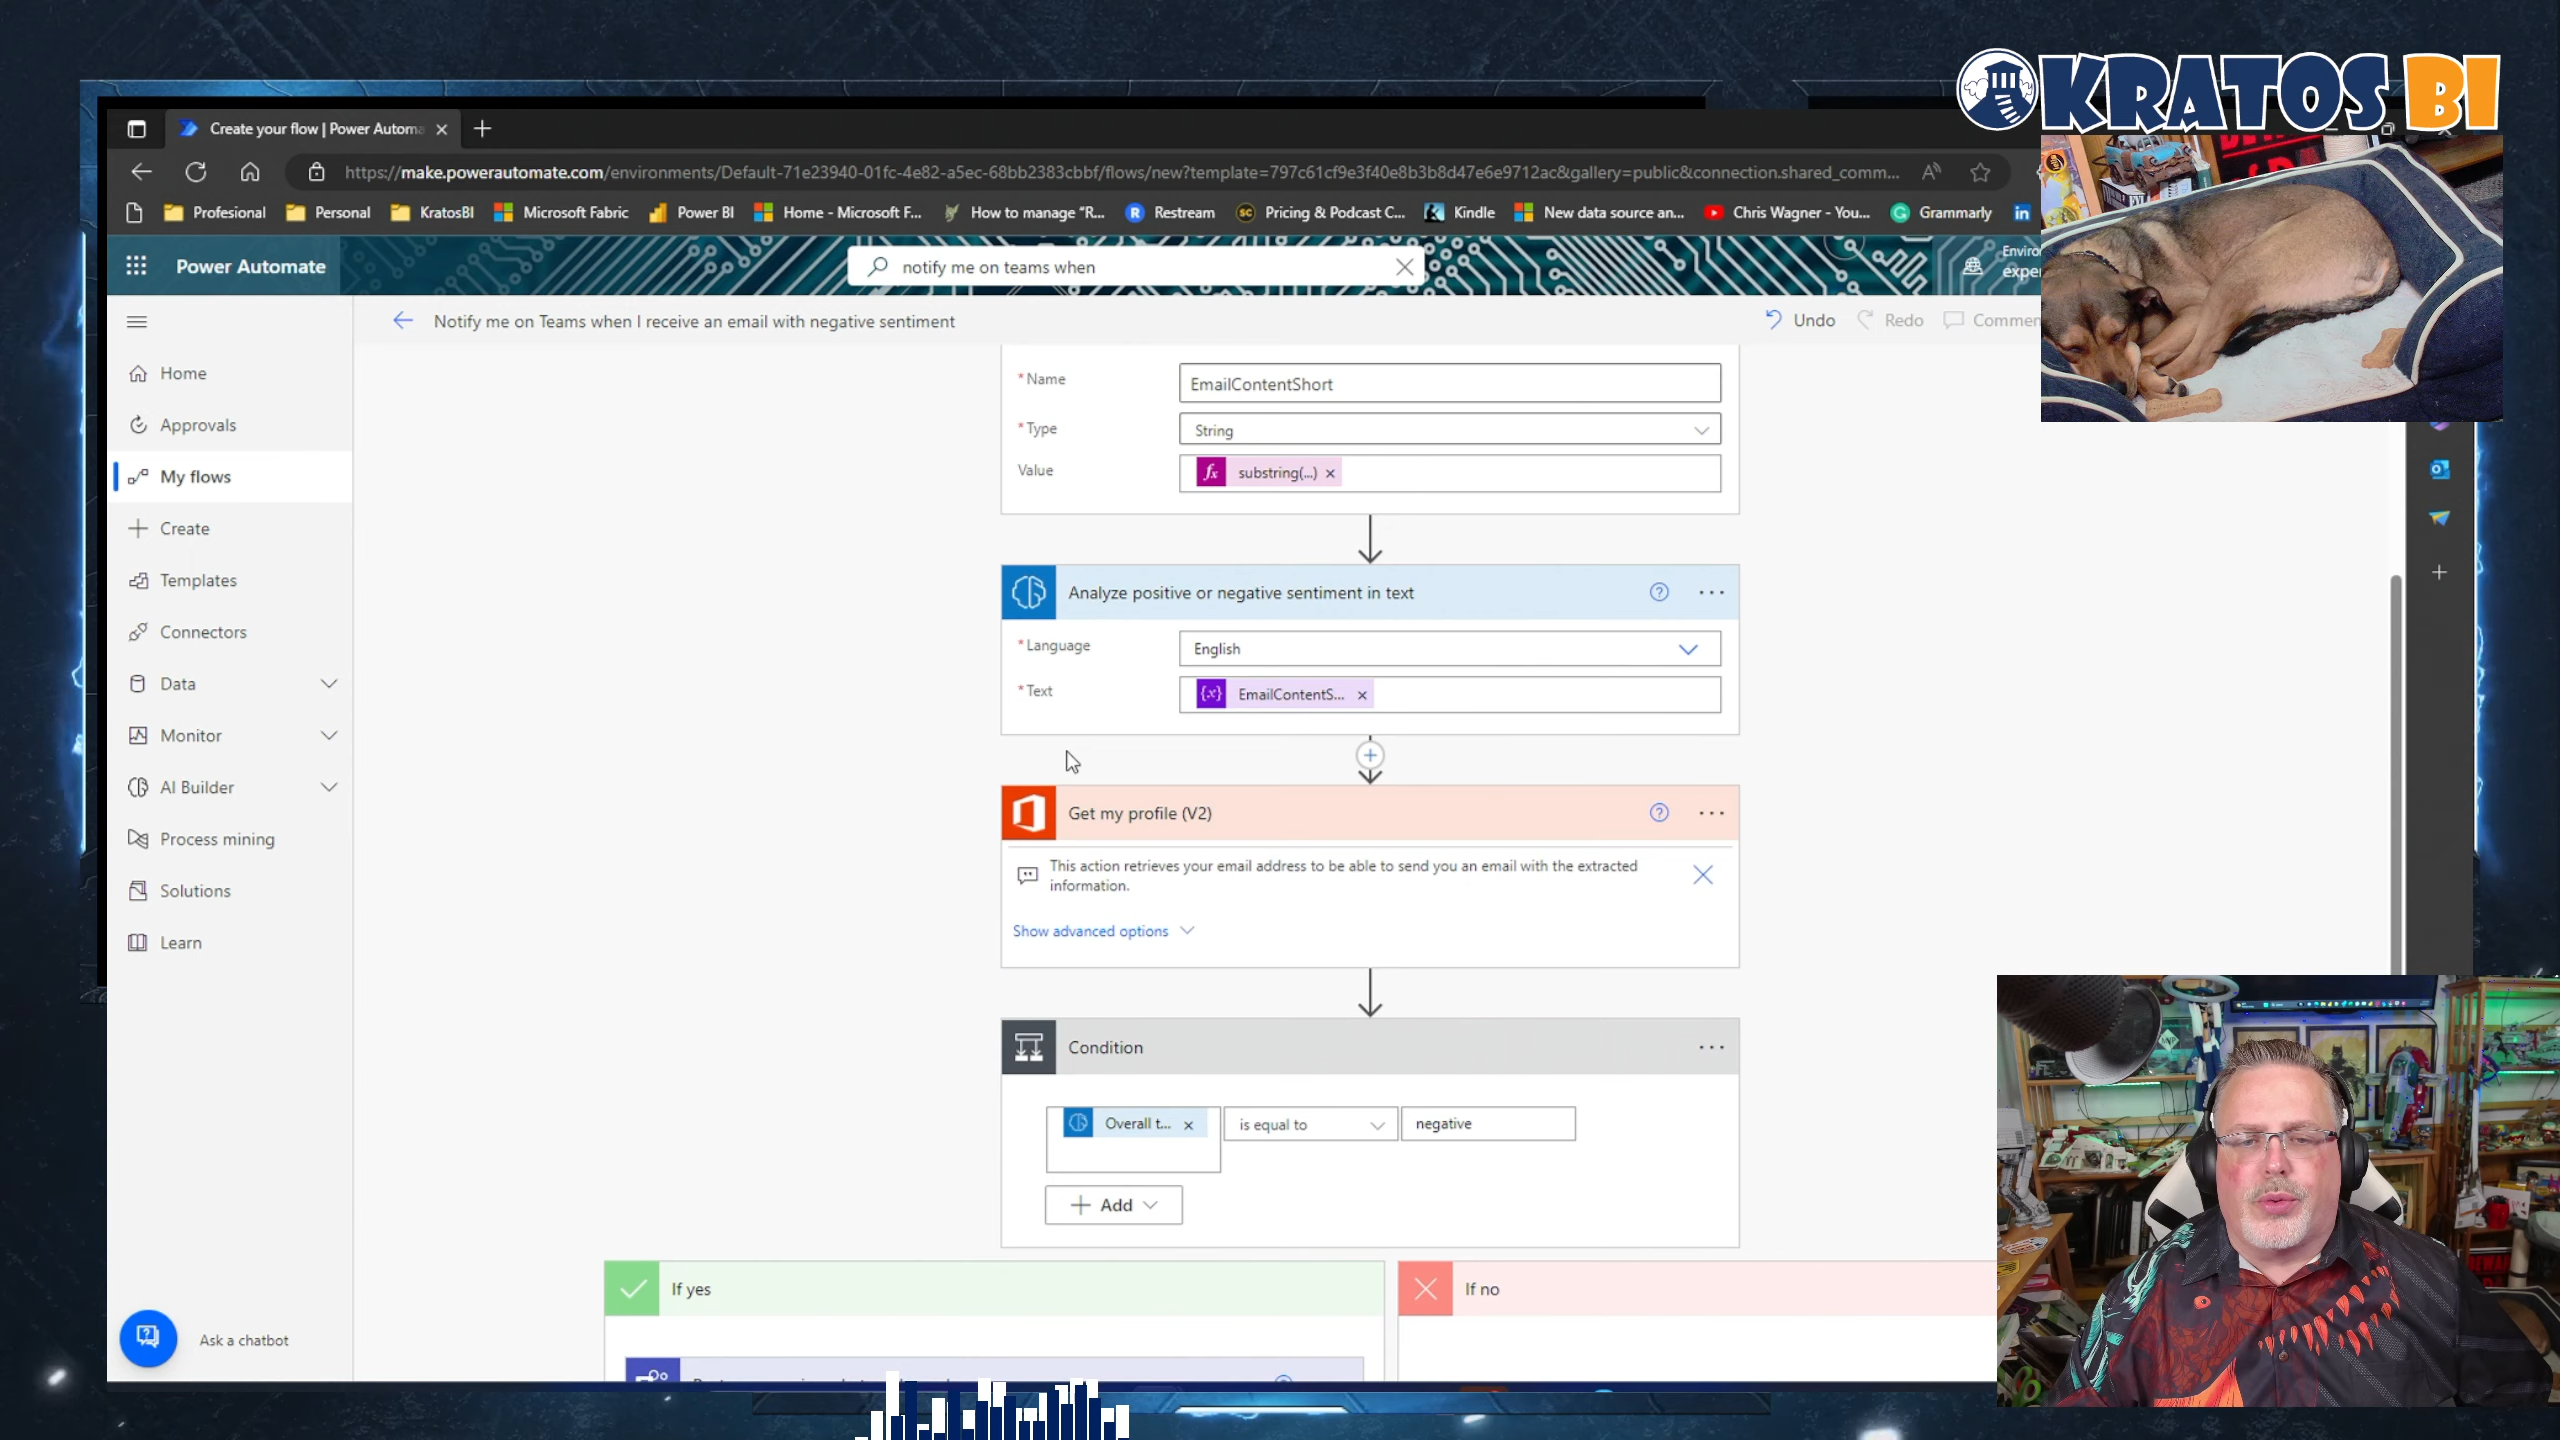 KRATOS BI
Create your flow | Power Automa
https://make.powerautomate.com/environments/Default-71e23940-01fc-4e82-a5ec-68bb2383cbbf/flows/new?template=797c61cf9e3f40e8b3b8d47e6e9712ac&gallery=public&connection.shared_comm...
Profesional Personal KratosBI Microsoft Fabric Power BI Home - Microsoft F... How to manage "R... Restream Pricing & Podcast C... Kindle New data source an... Chris Wagner - You... Grammarly
Power Automate
notify me on teams when
Enviro
expe
Notify me on Teams when I receive an email with negative sentiment
Undo Redo Commen
Home
Approvals
My flows
Create
Templates
Connectors
Data
Monitor
AI Builder
Process mining
Solutions
Learn
Ask a chatbot
* Name EmailContentShort
* Type String
Value substring(...)
Analyze positive or negative sentiment in text
* Language English
* Text EmailContentS...
Get my profile (V2)
This action retrieves your email address to be able to send you an email with the extracted
information.
Show advanced options
Condition
Overall t... is equal to negative
Add
If yes
If no